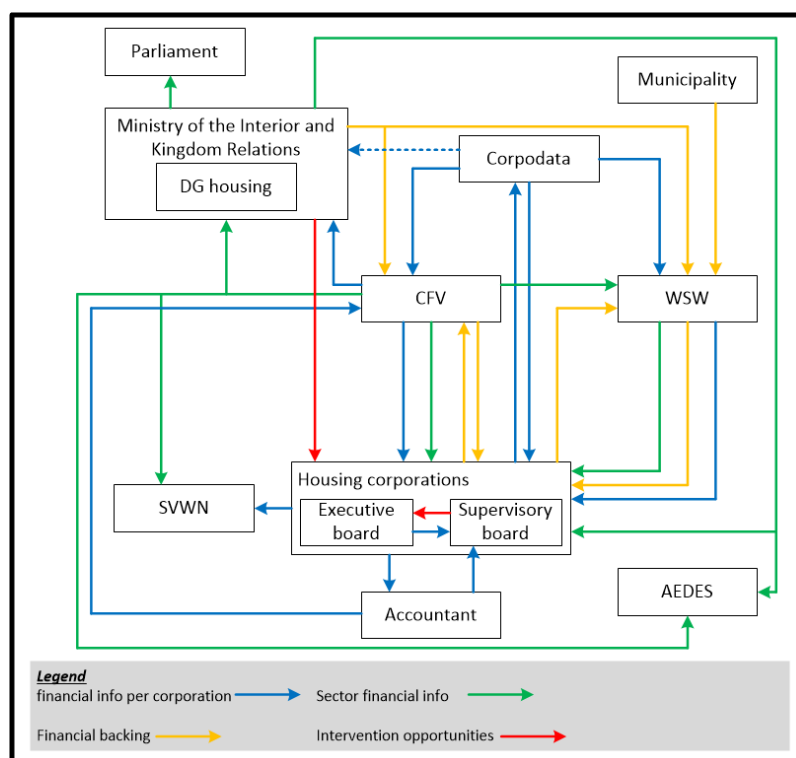 Parliament
Municipality
Ministry of the Interior and
Kingdom Relations
DG housing
Corpodata
CFV
WSW
Housing corporations
SVWN
Executive
board
Supervisory
board
Accountant
AEDES
Legend
financial info per corporation
Sector financial info
Financial backing
Intervention opportunities